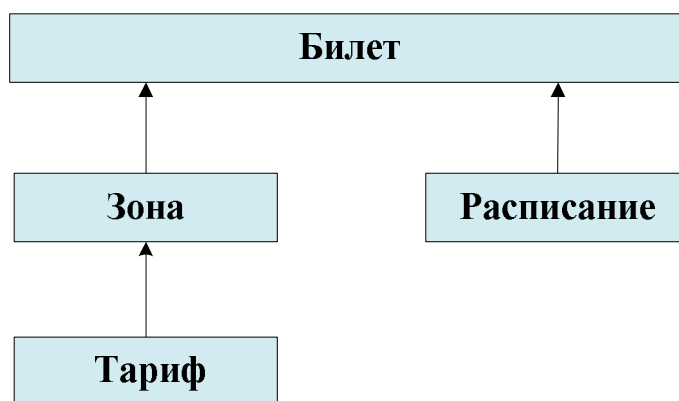 Билет
Зона
Расписание
Тариф